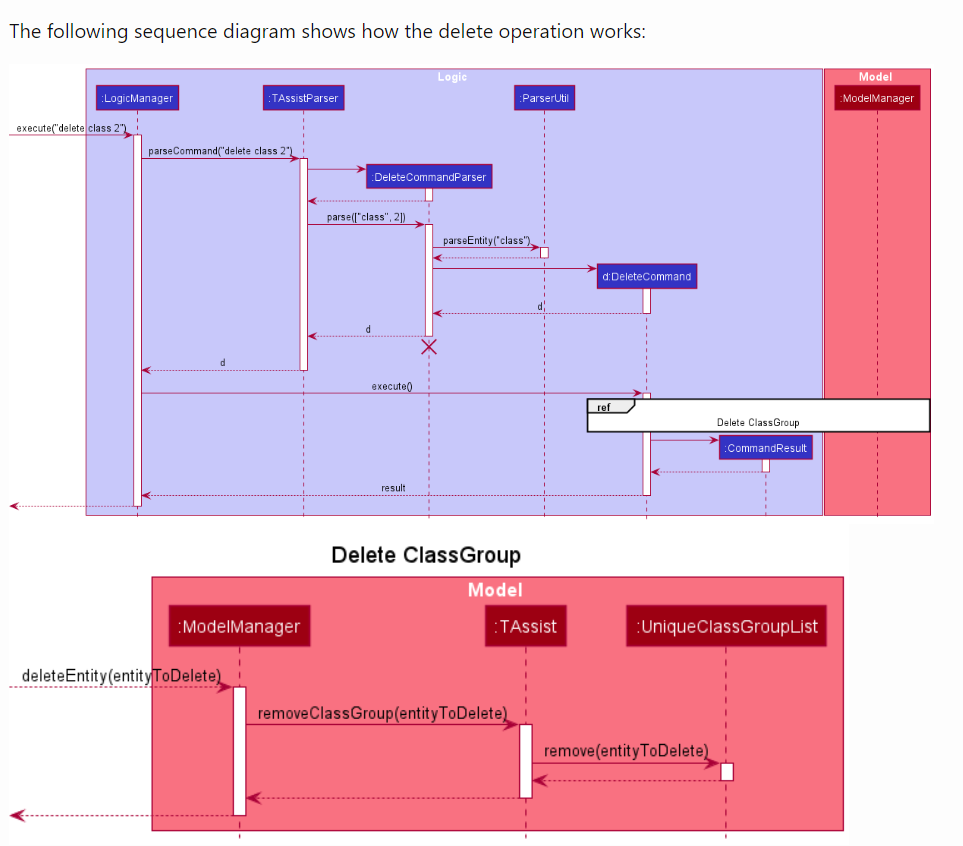 The following sequence diagram shows how the delete operation works:
Logic
Model
:LogicManager
:TAssistParser
:ParserUtil
:ModelManager
execute("delete class 2")
parseCommand("delete class 2")
:DeleteCommandParser
parse(["class", 2])
parseEntity("class")
d:DeleteCommand
d
d
d
execute()
ref
Delete ClassGroup
:CommandResult
result
Delete ClassGroup
Model
:ModelManager
:TAssist
:UniqueClassGroupList
deleteEntity(entityToDelete)
removeClassGroup(entityToDelete)
remove(entityToDelete)